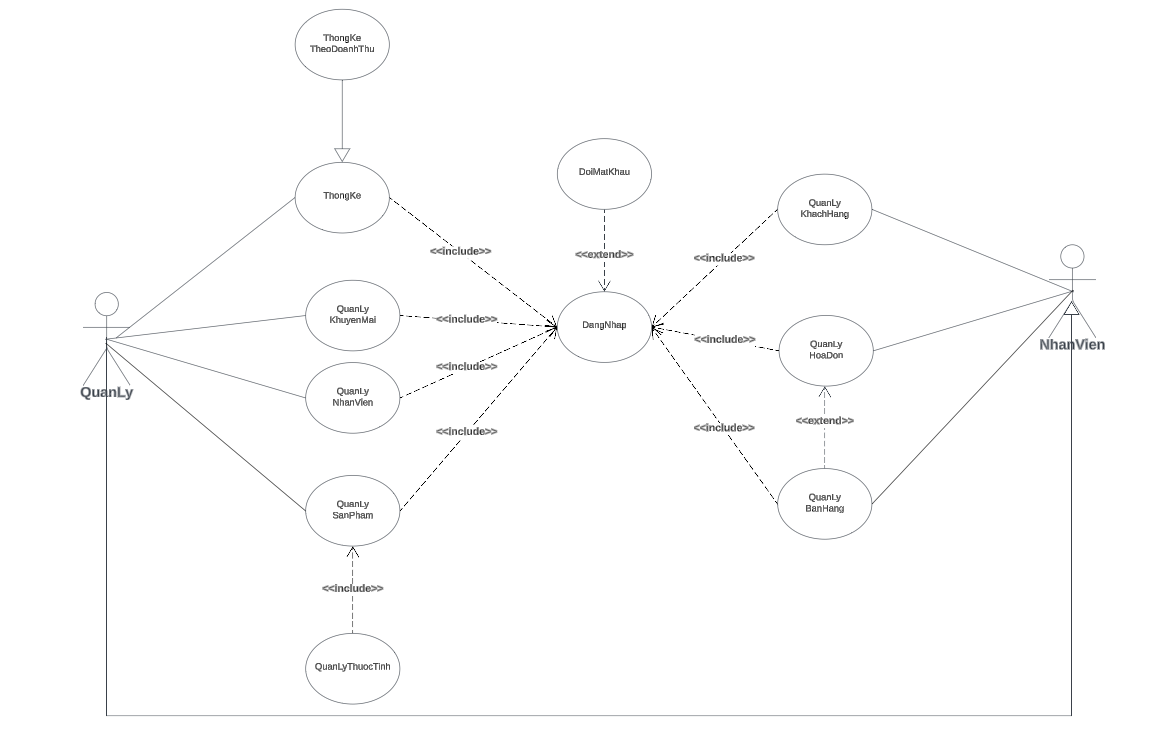 ThongKe
TheoDoanhThu
ThongKe
DoiMatKhau
QuanLy
KhachHang
<<include>>
<<extend>>
<<include>>
QuanLy
KhuyenMai
<<include>>
DangNhap
<<include>>
QuanLy
HoaDon
NhanVien
QuanLy
QuanLy
NhanVien
<<include>>
<<include>>
<<include>>
<<extend>>
QuanLy
SanPham
QuanLy
BanHang
<<include>>
QuanLyThuocTinh